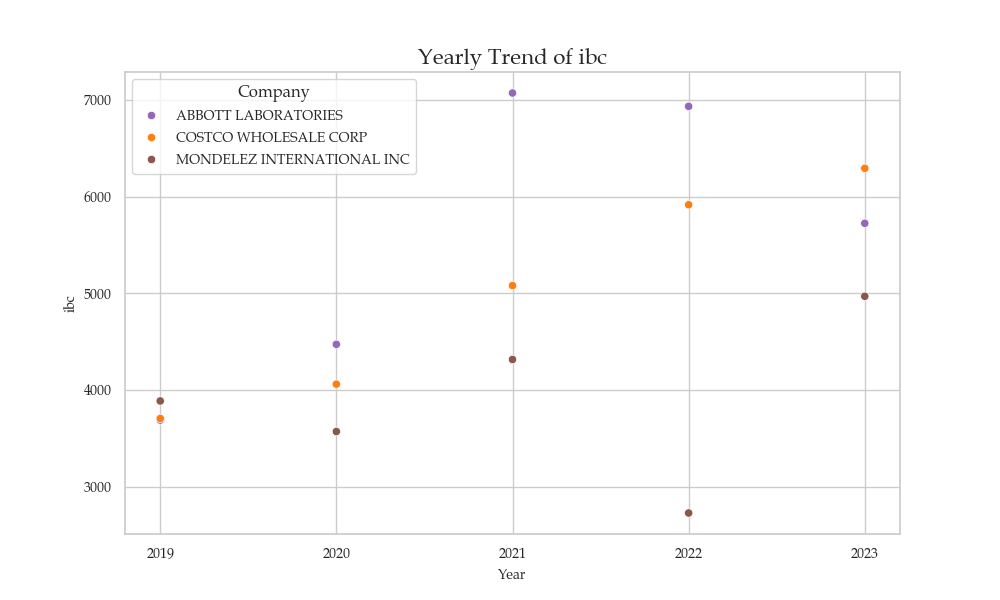 Yearly Trend of ibc
Company
ABBOTT LABORATORIES
COSTCO WHOLESALE CORP
MONDELEZ INTERNATIONAL INC
7000
6000
5000
4000
3000
ibc
2019 2020 2021 2022 2023
Year